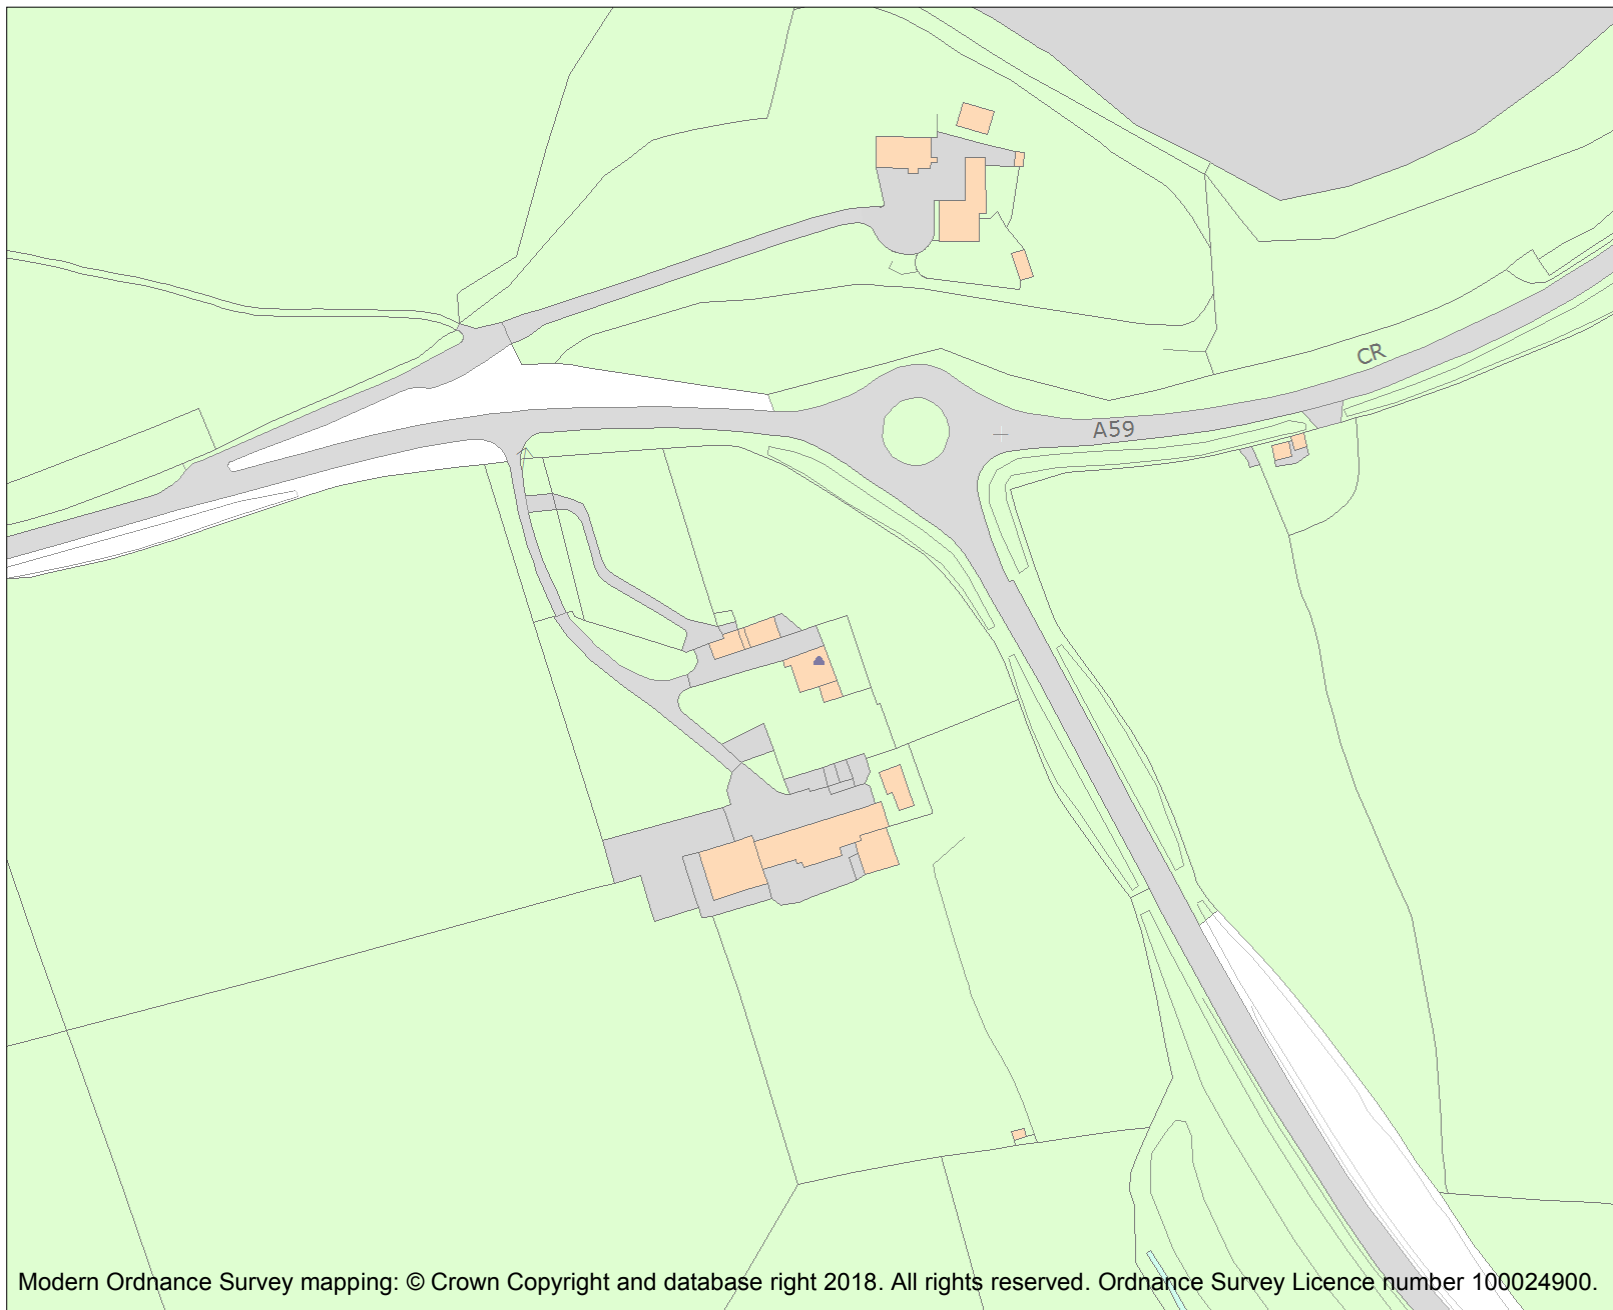 CR
A59
Modern Ordnance Survey mapping: © Crown Copyright and database right 2018. All rights reserved. Ordnance Survey Licence number 100024900.